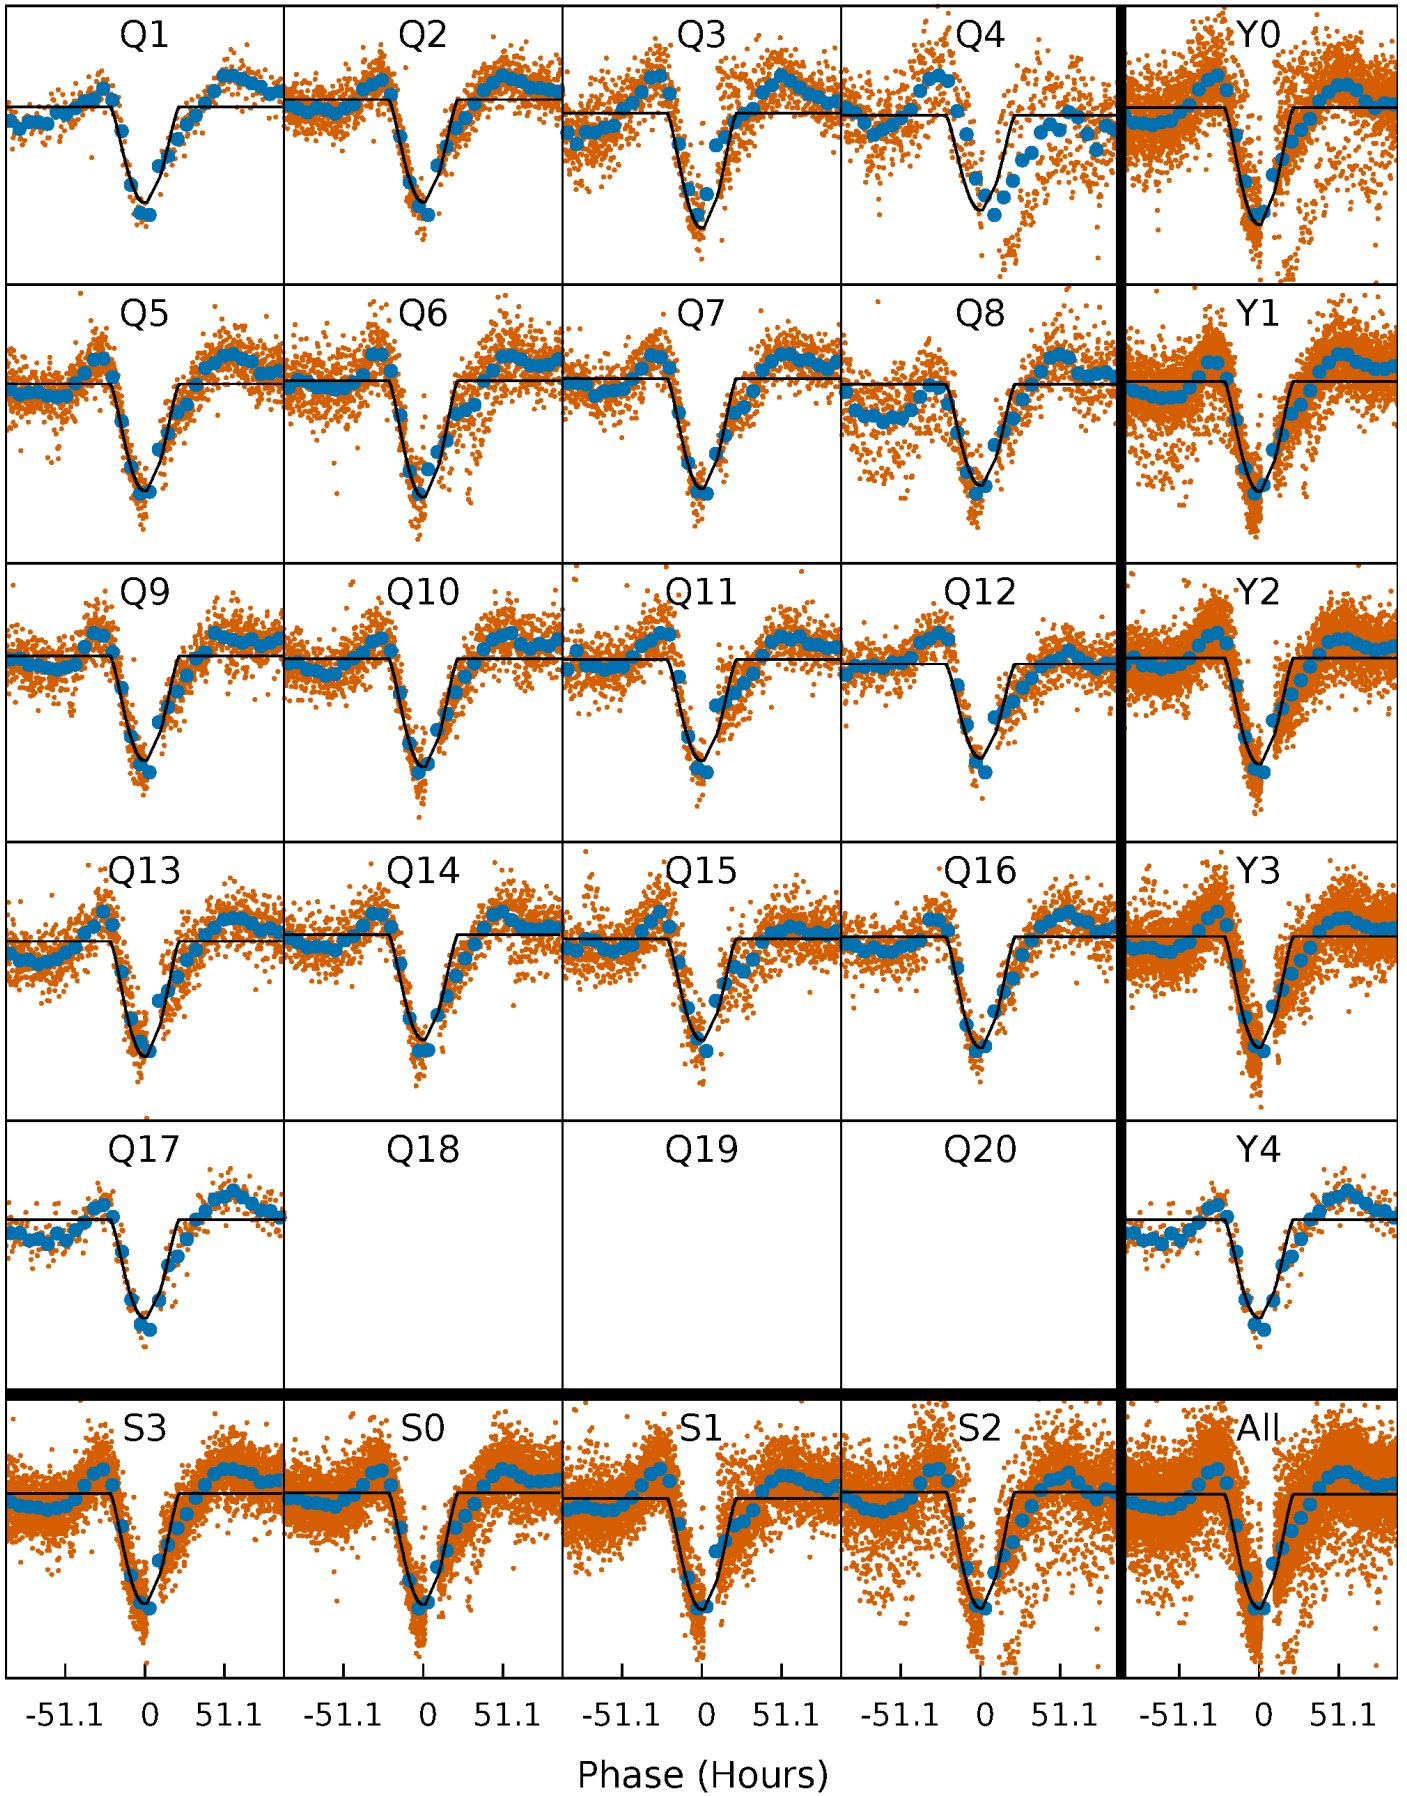 Q1 Q2 Q3 Q4 Y0
Q5 Q6 Q7 Q8 Y1
Q9 Q10 Q11 Q12 Y2
Q13 Q14 Q15 Q16 Y3
Q17 Q18 Q19 Q20 Y4
S3 S0 S1 S2 All
-51.1 0 51.1 -51.1 0 51.1 -51.1 0 51.1 -51.1 0 51.1 -51.1 0 51.1
Phase (Hours)